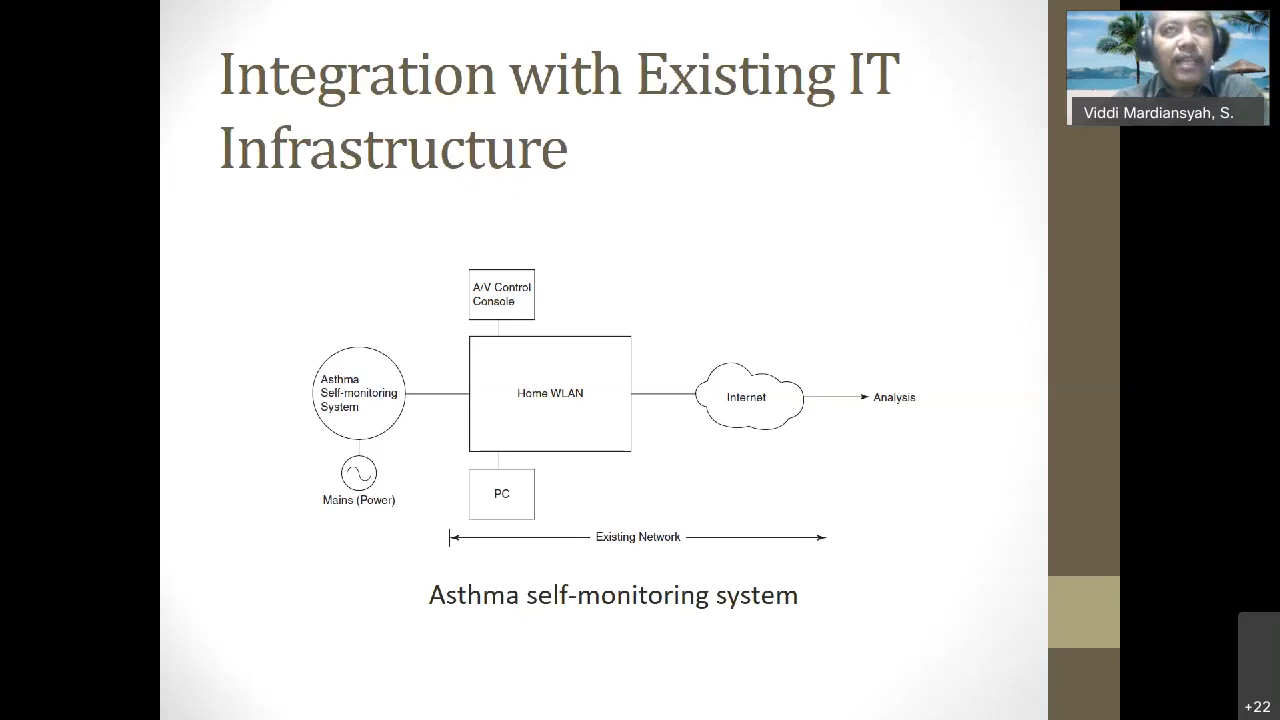 Integration with Existing IT
Infrastructure
Viddi Mardiansyah, S.
A/V Control
Console
Asthma
Self-monitoring
System
Home WLAN
Internet
Analysis
Mains (Power)
PC
Existing Network
Asthma self-monitoring system
+22